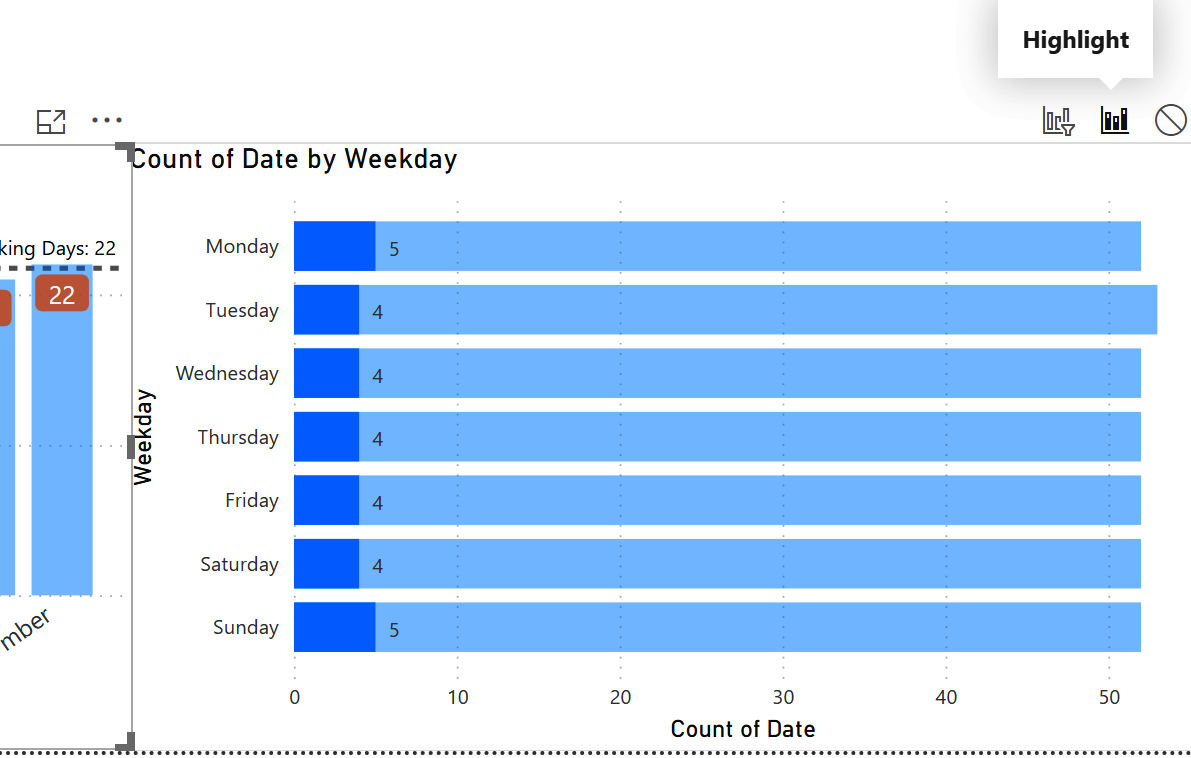 Highlight
Count of Date by Weekday
king Days: 22
22
mber
Weekday
Monday
5
Tuesday
4
Wednesday
4
Thursday
4
Friday
4
Saturday
4
Sunday
5
0 10 20 30 40 50
Count of Date